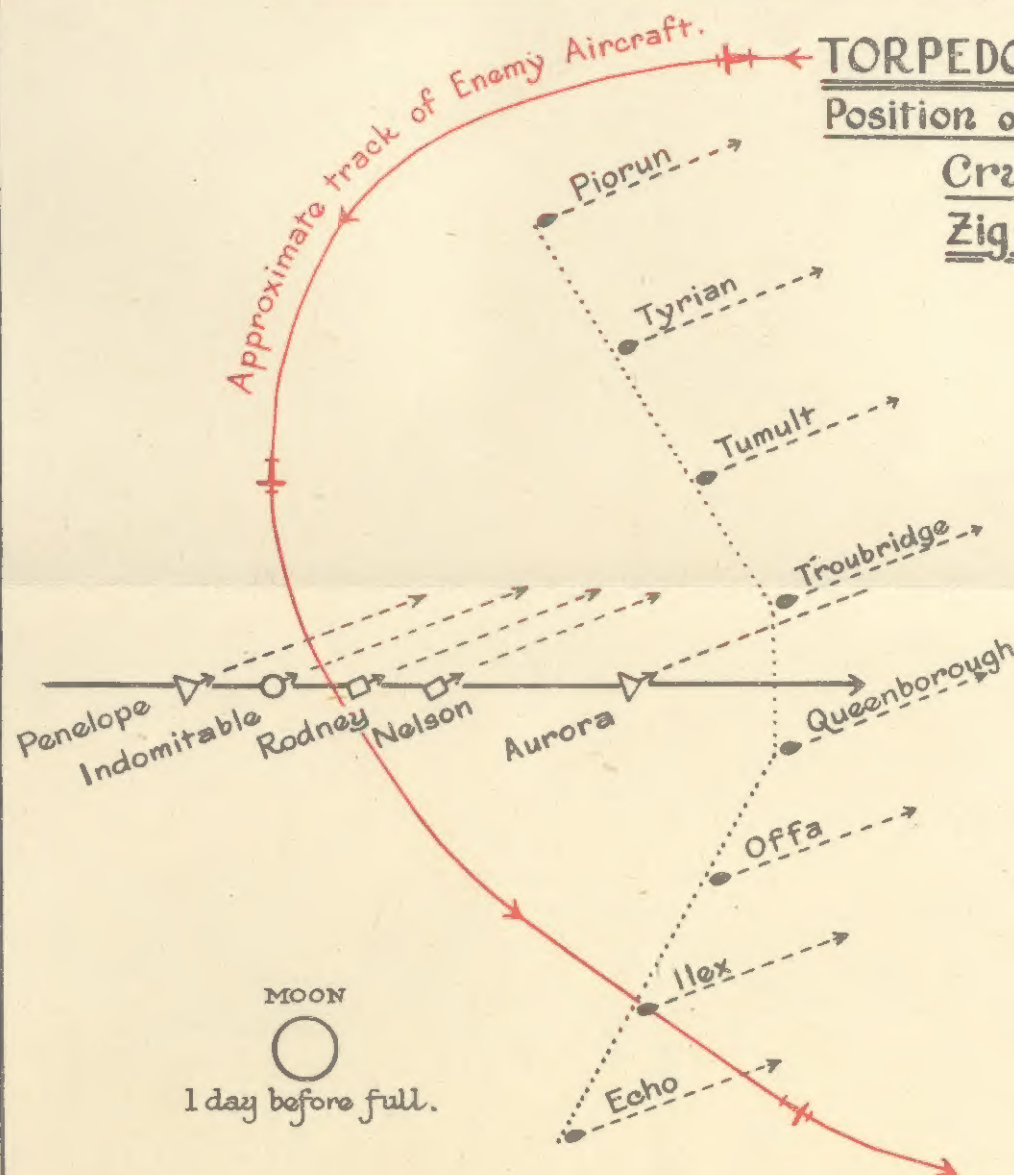 Approximate track of Enemy Aircraft.
TORPEDO
Position
Zig
Piorun
Tyrian
Tumult
Troubridge
Queenborough
Penelope
Indomitable
Rodney
Nelson
Aurora
Offa
Ilex
Echo
MOON
1 day before full.